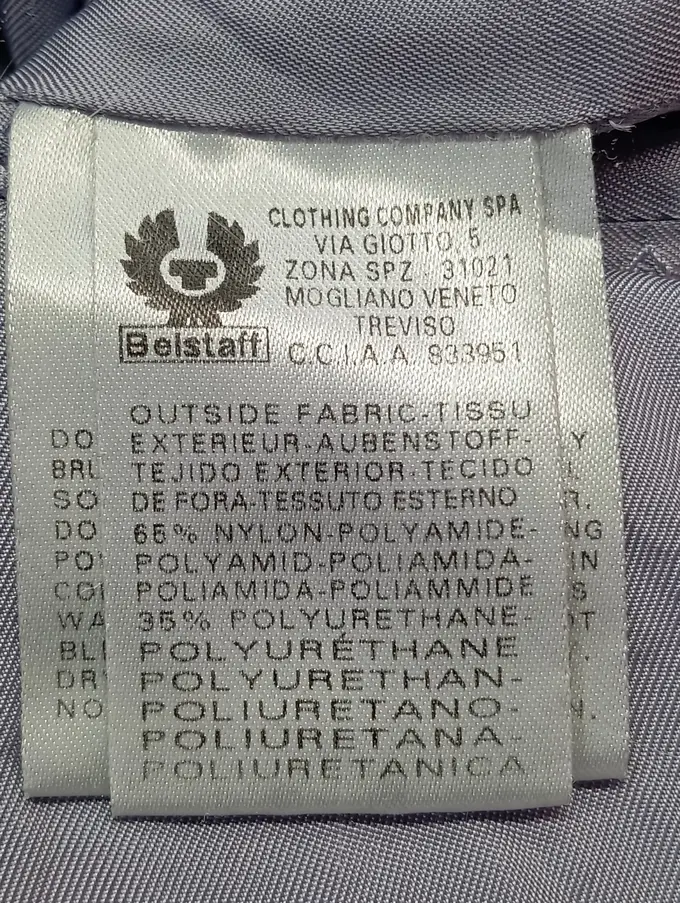 CLOTHING COMPANY SPA
VIA GIOTTO, 5
ZONA SPZ 31021
MOGLIANO VENETO
TREVISO
C.C.I.A.A. 933951
Belstaff
OUTSIDE FABRIC-TISSU
EXTERIEUR-AUBENSTOFF-
TEJIDO EXTERIOR-TECIDO
DE FORA-TESSUTO ESTERNO
65% NYLON-POLYAMIDE-
POLYAMID-POLIAMIDA-
POLIAMIDA-POLIAMMIDE
35% POLYURETHANE-
POLYURÉTHANE
POLYURETHAN-
POLIURETANO-
POLIURETANA-
POLIURETANICA